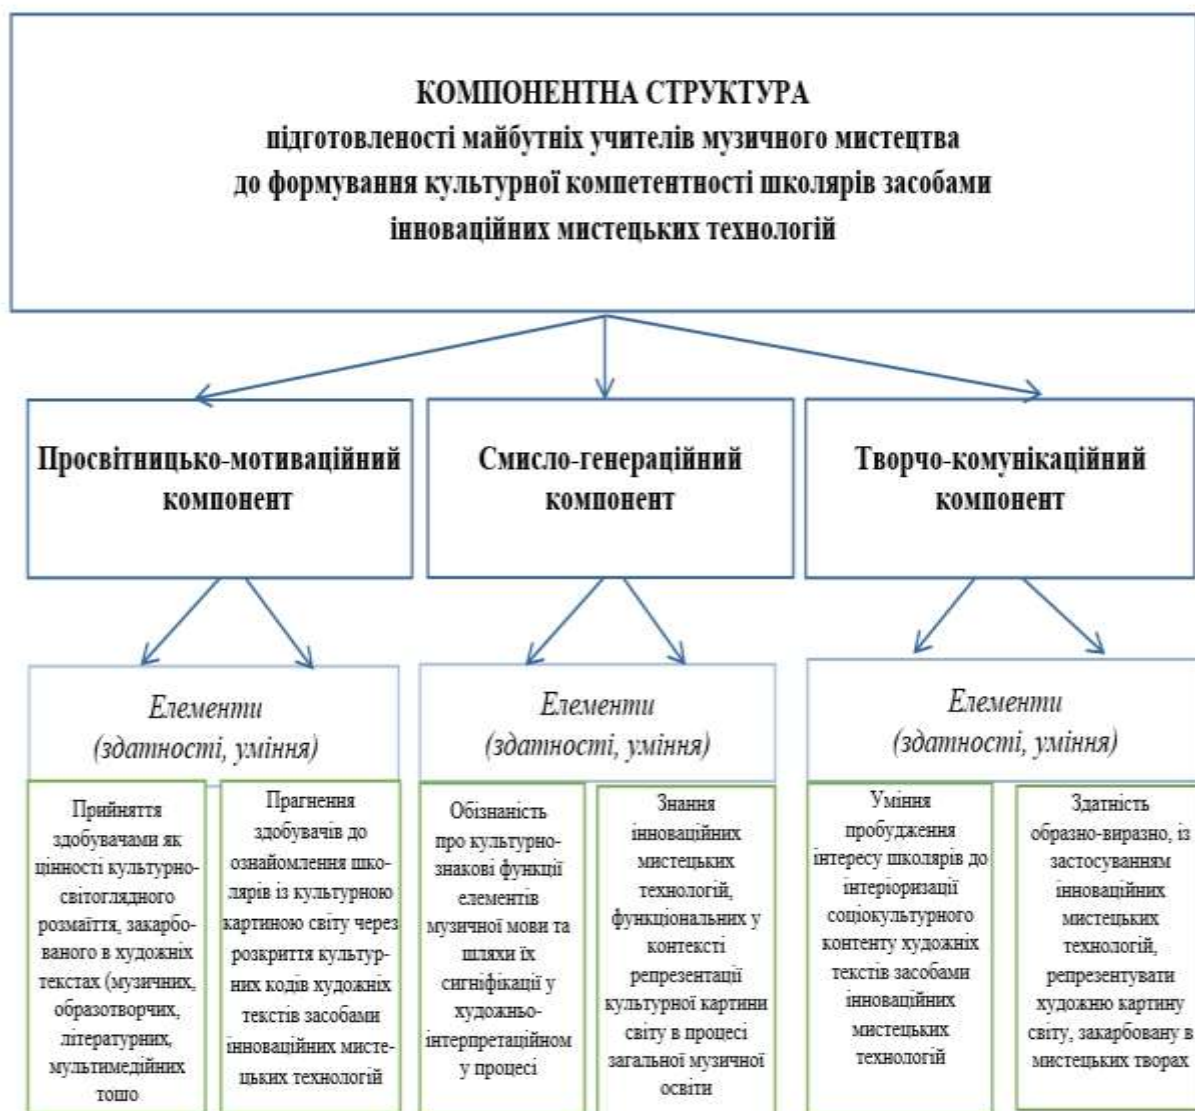 КОМПОНЕНТНА СТРУКТУРА
підготовленості майбутніх учителів музичного мистецтва
до формування культурної компетентності школярів засобами
інноваційних мистецьких технологій
Просвітницько-мотиваційний
компонент
Смисло-генераційний
компонент
Творчо-комунікаційний
компонент
Елементи
(здатності, уміння)
Елементи
(здатності, уміння)
Елементи
(здатності, уміння)
Прийняття
здобувачами як
цінності культурно-
світоглядного
розмаїття, закарбо-
ваного в художніх
текстах (музичних,
образотворчих,
літературних,
мультимедійних
тошо
Прагнення
здобувачів до
ознайомлення шко-
лярів із культурною
картиною світу через
розкриття культур-
них кодів художніх
текстів засобами
інноваційних мисте-
цьких технологій
Обізнаність
про культурно-
знакові функції
елементів
музичної мови та
шляхи їх
сигніфікації у
художньо-
інтерпретаційном
у процесі
Знання
інноваційних
мистецьких
технологій,
функціональних у
контексті
репрезентації
культурної картини
світу в процесі
загальної музичної
освіти
Уміння
пробудження
інтересу школярів до
інтеріоризації
соціокультурного
контенту художніх
текстів засобами
інноваційних
мистецьких
технологій
Здатність
образно-виразно, із
застосуванням
інноваційних
мистецьких
технологій,
репрезентувати
художню картину
світу, закарбовану в
мистецьких творах